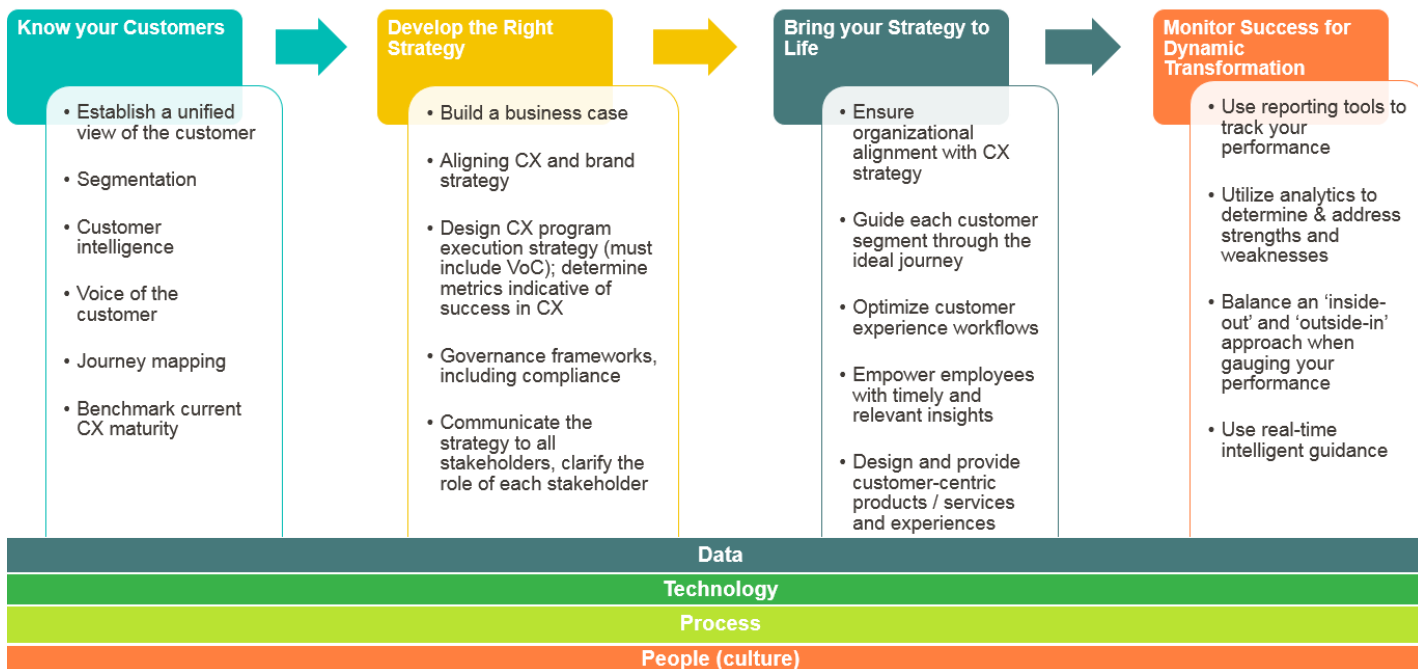 Know your Customers
• Establish a unified
view of the customer
• Segmentation
• Customer
intelligence
• Voice of the
customer
• Journey mapping
• Benchmark current
CX maturity
Develop the Right
Strategy
• Build a business case
• Aligning CX and brand
strategy
• Design CX program
execution strategy (must
include VoC); determine
metrics indicative of
success in CX
• Governance frameworks,
including compliance
• Communicate the
strategy to all
stakeholders, clarify the
role of each stakeholder
Bring your Strategy to
Life
• Ensure
organizational
alignment with CX
strategy
• Guide each customer
segment through the
ideal journey
• Optimize customer
experience workflows
• Empower employees
with timely and
relevant insights
• Design and provide
customer-centric
products / services
and experiences
Monitor Success for
Dynamic
Transformation
• Use reporting tools to
track your
performance
• Utilize analytics to
determine & address
strengths and
weaknesses
• Balance an ‘inside-
out’ and ‘outside-in’
approach when
gauging your
performance
• Use real-time
intelligent guidance
Data
Technology
Process
People (culture)